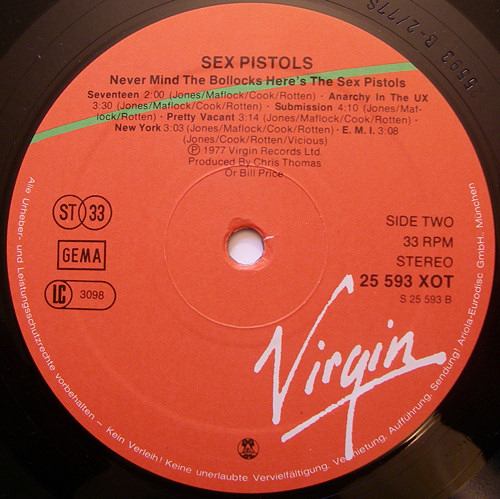 SEX PISTOLS
Never Mind The Bollocks Here's The Sex Pistols
Seventeen 2:00 (Jones/Maflock/Cook/Rotten) · Anarchy In The UX
3:30 (Jones/Maflock/Cook/Rotten) · Submission 4:10 (Jones/Maf-
lock/Rotten) · Pretty Vacant 3:14 (Jones/Maflock/Cook/Rotten) ·
New York 3:03 (Jones/Maflock/Cook/Rotten) · E. M. I. 3:08
(Jones/Cook/Rotten/Vicious)
Ⓟ 1977 Virgin Records Ltd.
Produced By Chris Thomas
Or Bill Price
ST 33
GEMA
LC 3098
SIDE TWO
33 RPM
STEREO
25 593 XOT
S 25 593 B
Virgin
Alle Urheber- und Leistungsschutzrechte vorbehalten – Kein Verleih! Keine unerlaubte Vervielfältigung, Vermietung, Aufführung, Sendung! Ariola-Eurodisc GmbH., München
5593 B-2/77S